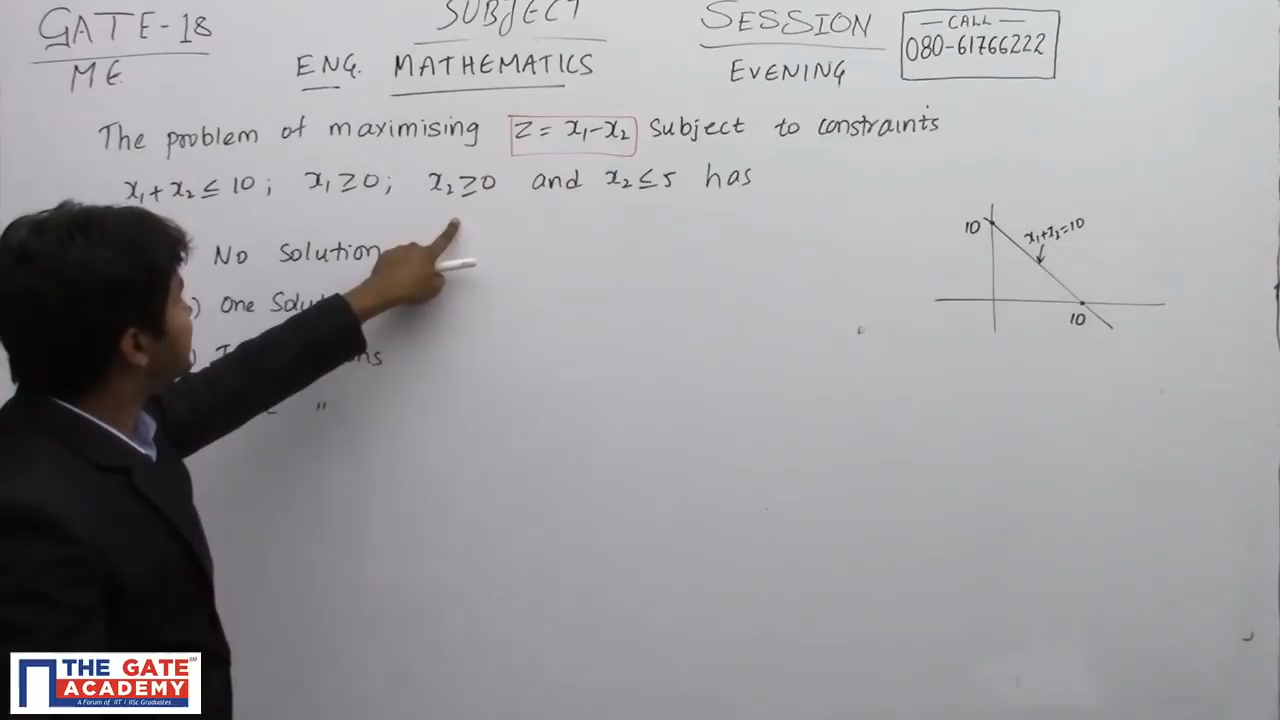 GATE-18
ME
SUBJECT
ENG. MATHEMATICS
SESSION
EVENING
— CALL —
080-61766222
The problem of maximising Z = x₁-x₂ subject to constraints
x₁+x₂ ≤ 10; x₁ ≥ 0; x₂ ≥ 0 and x₂ ≤ 5 has
No solution
) One
"
10
x₁+x₂=10
10
THE GATE
ACADEMY
A Forum of IIT / IISc Graduates